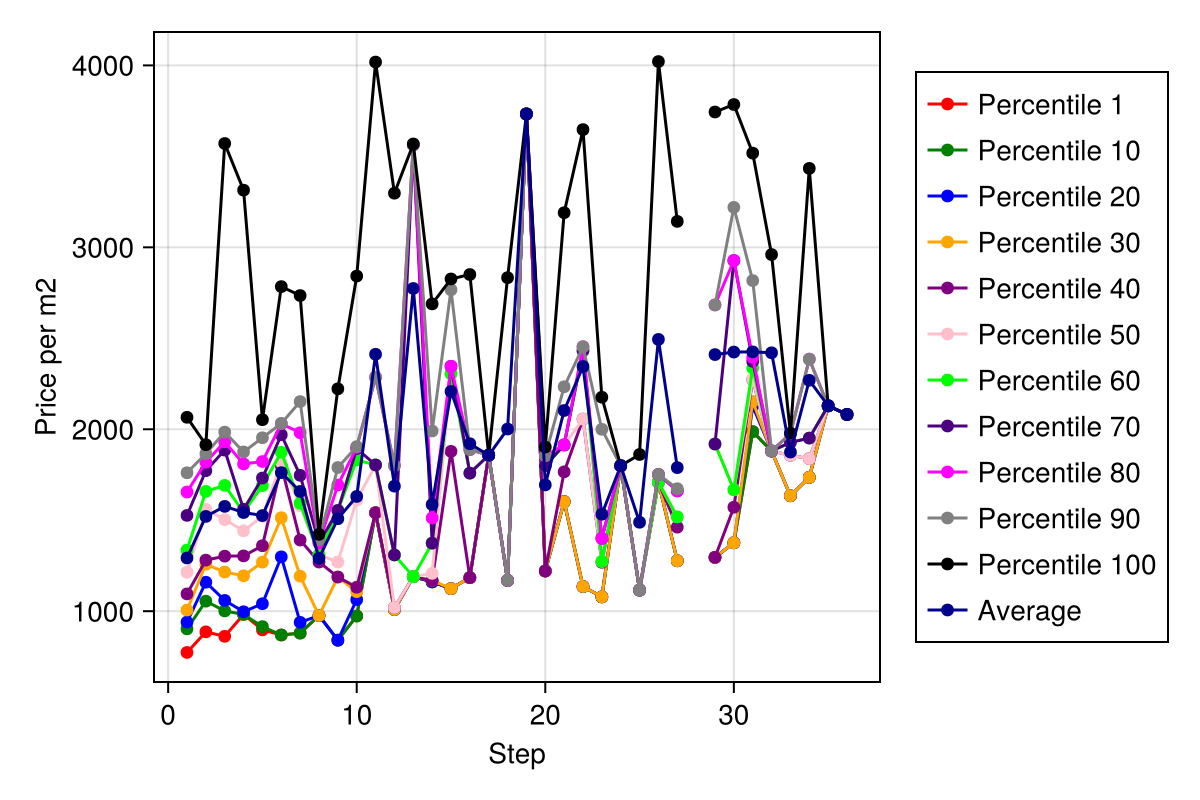 4000
3000
2000
1000
Price per m2
0 10 20 30
Step
Percentile 1
Percentile 10
Percentile 20
Percentile 30
Percentile 40
Percentile 50
Percentile 60
Percentile 70
Percentile 80
Percentile 90
Percentile 100
Average